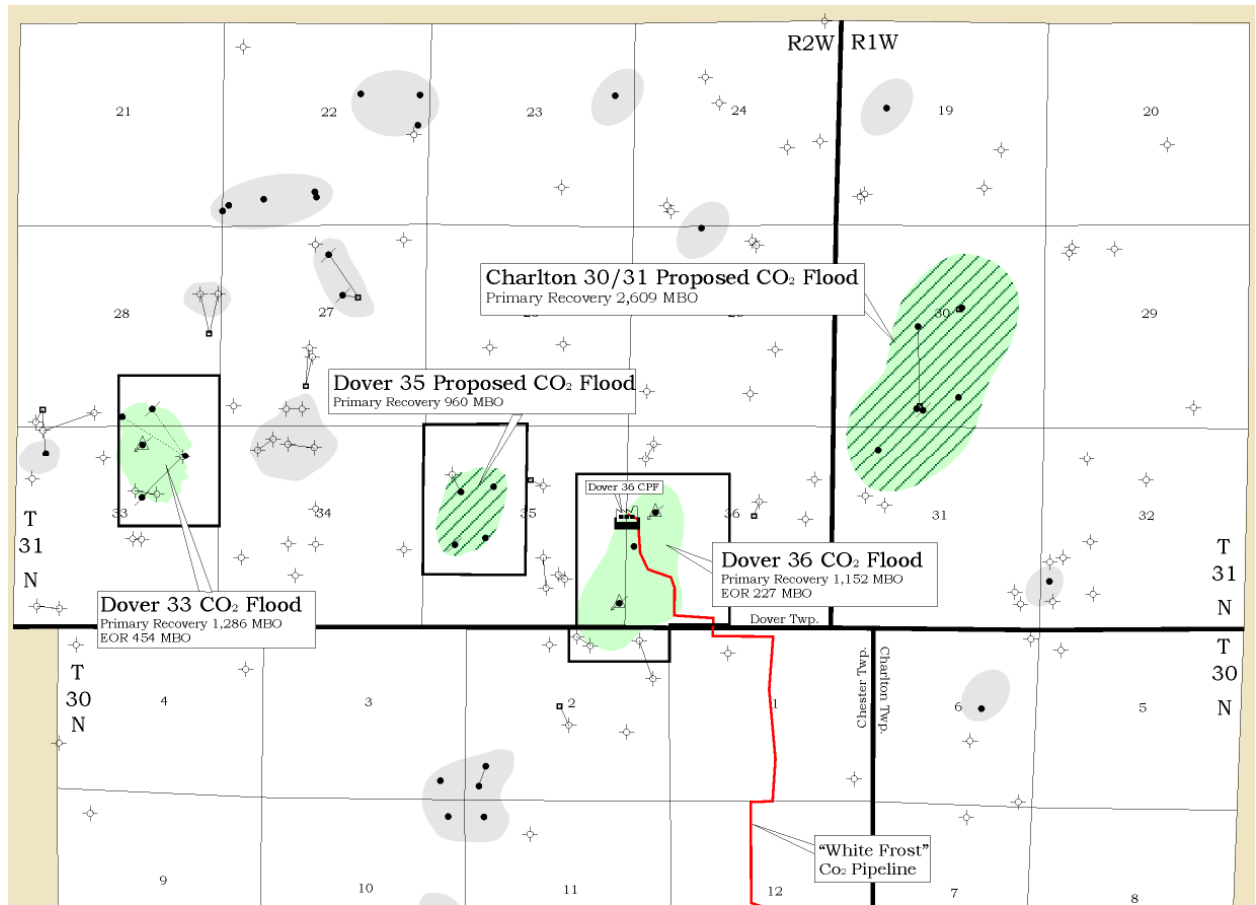 R2W
R1W
21
22
23
24
19
20
Charlton 30/31 Proposed CO₂ Flood
Primary Recovery 2,609 MBO
28
27
30
29
Dover 35 Proposed CO₂ Flood
Primary Recovery 960 MBO
33
34
35
Dover 36 CPF
36
31
32
T
31
N
T
31
N
Dover 36 CO₂ Flood
Primary Recovery 1,152 MBO
EOR 227 MBO
Dover 33 CO₂ Flood
Primary Recovery 1,286 MBO
EOR 454 MBO
Dover Twp.
T
30
N
T
30
N
Chester Twp.
Charlton Twp.
4
3
2
1
6
5
"White Frost"
Co₂ Pipeline
9
10
11
12
7
8